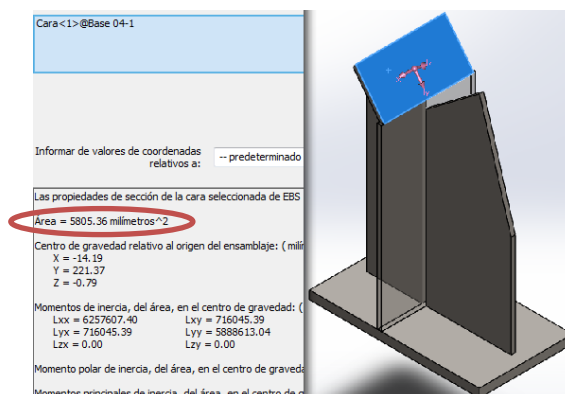 Cara<1>@Base 04-1
Informar de valores de coordenadas
relativos a:
-- predeterminado
Las propiedades de sección de la cara seleccionada de EBS
Área = 5805.36 milímetros^2
Centro de gravedad relativo al origen del ensamblaje: ( milí
X = -14.19
Y = 221.37
Z = -0.79
Momentos de inercia, del área, en el centro de gravedad: (
Lxx = 6257607.40 Lxy = 716045.39
Lyx = 716045.39 Lyy = 5888613.04
Lzx = 0.00 Lzy = 0.00
Momento polar de inercia, del área, en el centro de graveda
Momentos principales de inercia, del área, en el centro de g